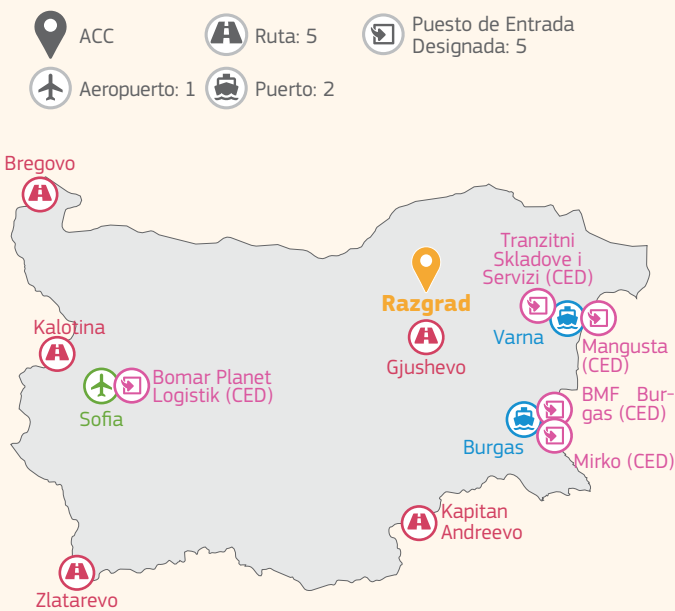 ACC
Ruta: 5
Puesto de Entrada
Designada: 5
Aeropuerto: 1
Puerto: 2
Bregovo
Tranzitni
Skladove i
Servizi (CED)
Razgrad
Varna
Mangusta
(CED)
Kalotina
Gjushevo
Bomar Planet
Logistik (CED)
Sofia
BMF Bur-
gas (CED)
Burgas
Mirko (CED)
Kapitan
Andreevo
Zlatarevo